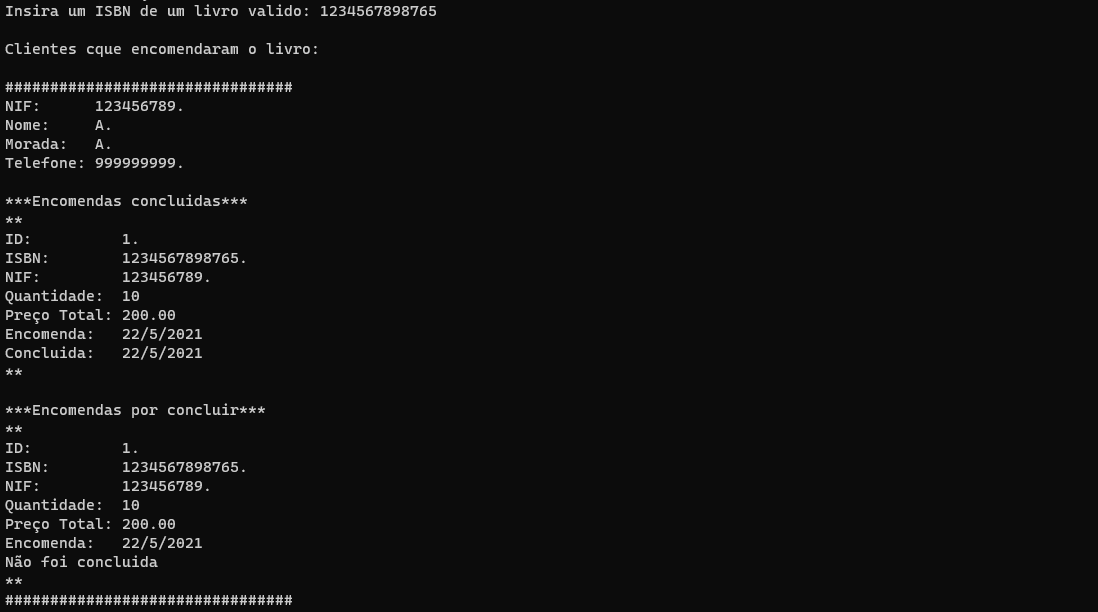 Insira um ISBN de um livro valido: 1234567898765
Clientes cque encomendaram o livro:
################################
NIF:      123456789.
Nome:     A.
Morada:   A.
Telefone: 999999999.
***Encomendas concluidas***
**
ID:          1.
ISBN:        1234567898765.
NIF:         123456789.
Quantidade:  10
Preço Total: 200.00
Encomenda:   22/5/2021
Concluida:   22/5/2021
**
***Encomendas por concluir***
**
ID:          1.
ISBN:        1234567898765.
NIF:         123456789.
Quantidade:  10
Preço Total: 200.00
Encomenda:   22/5/2021
Não foi concluida
**
################################